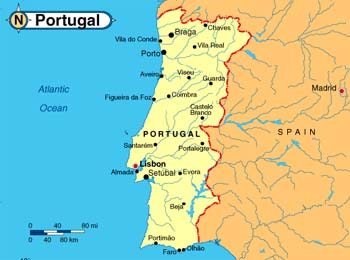 N Portugal
Chaves
Braga
Vila do Conde
Vila Real
Porto
Aveiro
Viseu
Guarda
Atlantic
Ocean
Madrid
Figueira da Foz
Coimbra
Castelo
Branco
PORTUGAL
SPAIN
Santarém
Portalegre
Lisbon
Almada
Setúbal
Evora
Beja
0 40 80 mi
0 40 80 km
Portimão
Faro
Olhão